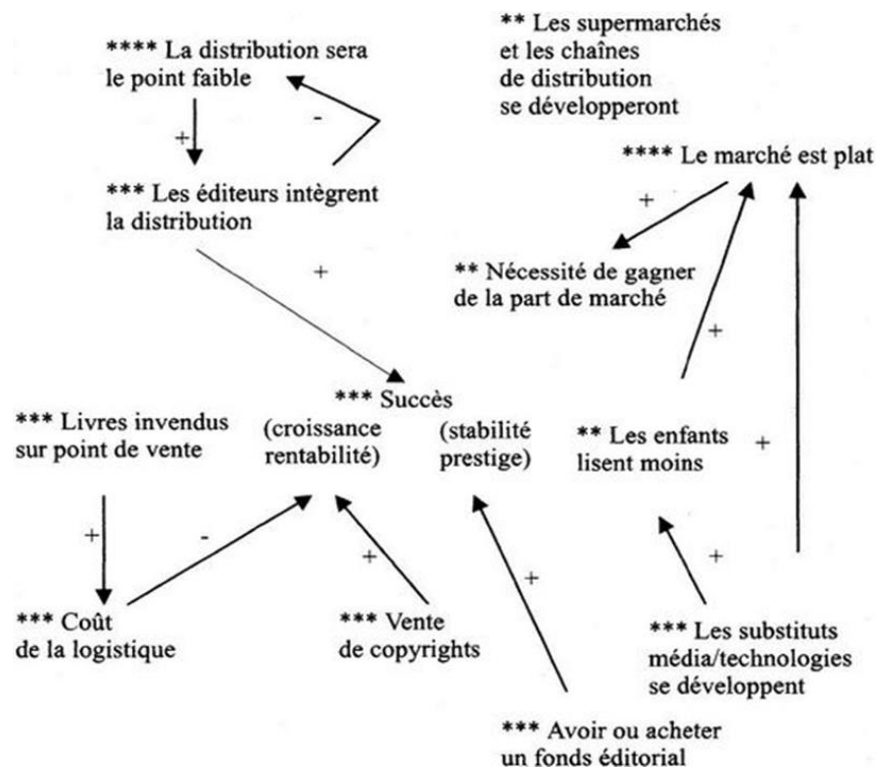 **** La distribution sera
le point faible
** Les supermarchés
et les chaînes
de distribution
se développeront
-
+
**** Le marché est plat
*** Les éditeurs intègrent
la distribution
+
+
** Nécessité de gagner
de la part de marché
+
*** Succès
(croissance
rentabilité)
(stabilité
prestige)
*** Livres invendus
sur point de vente
** Les enfants
lisent moins
+
+
-
+
+
+
*** Coût
de la logistique
*** Vente
de copyrights
*** Les substituts
média/technologies
se développent
*** Avoir ou acheter
un fonds éditorial